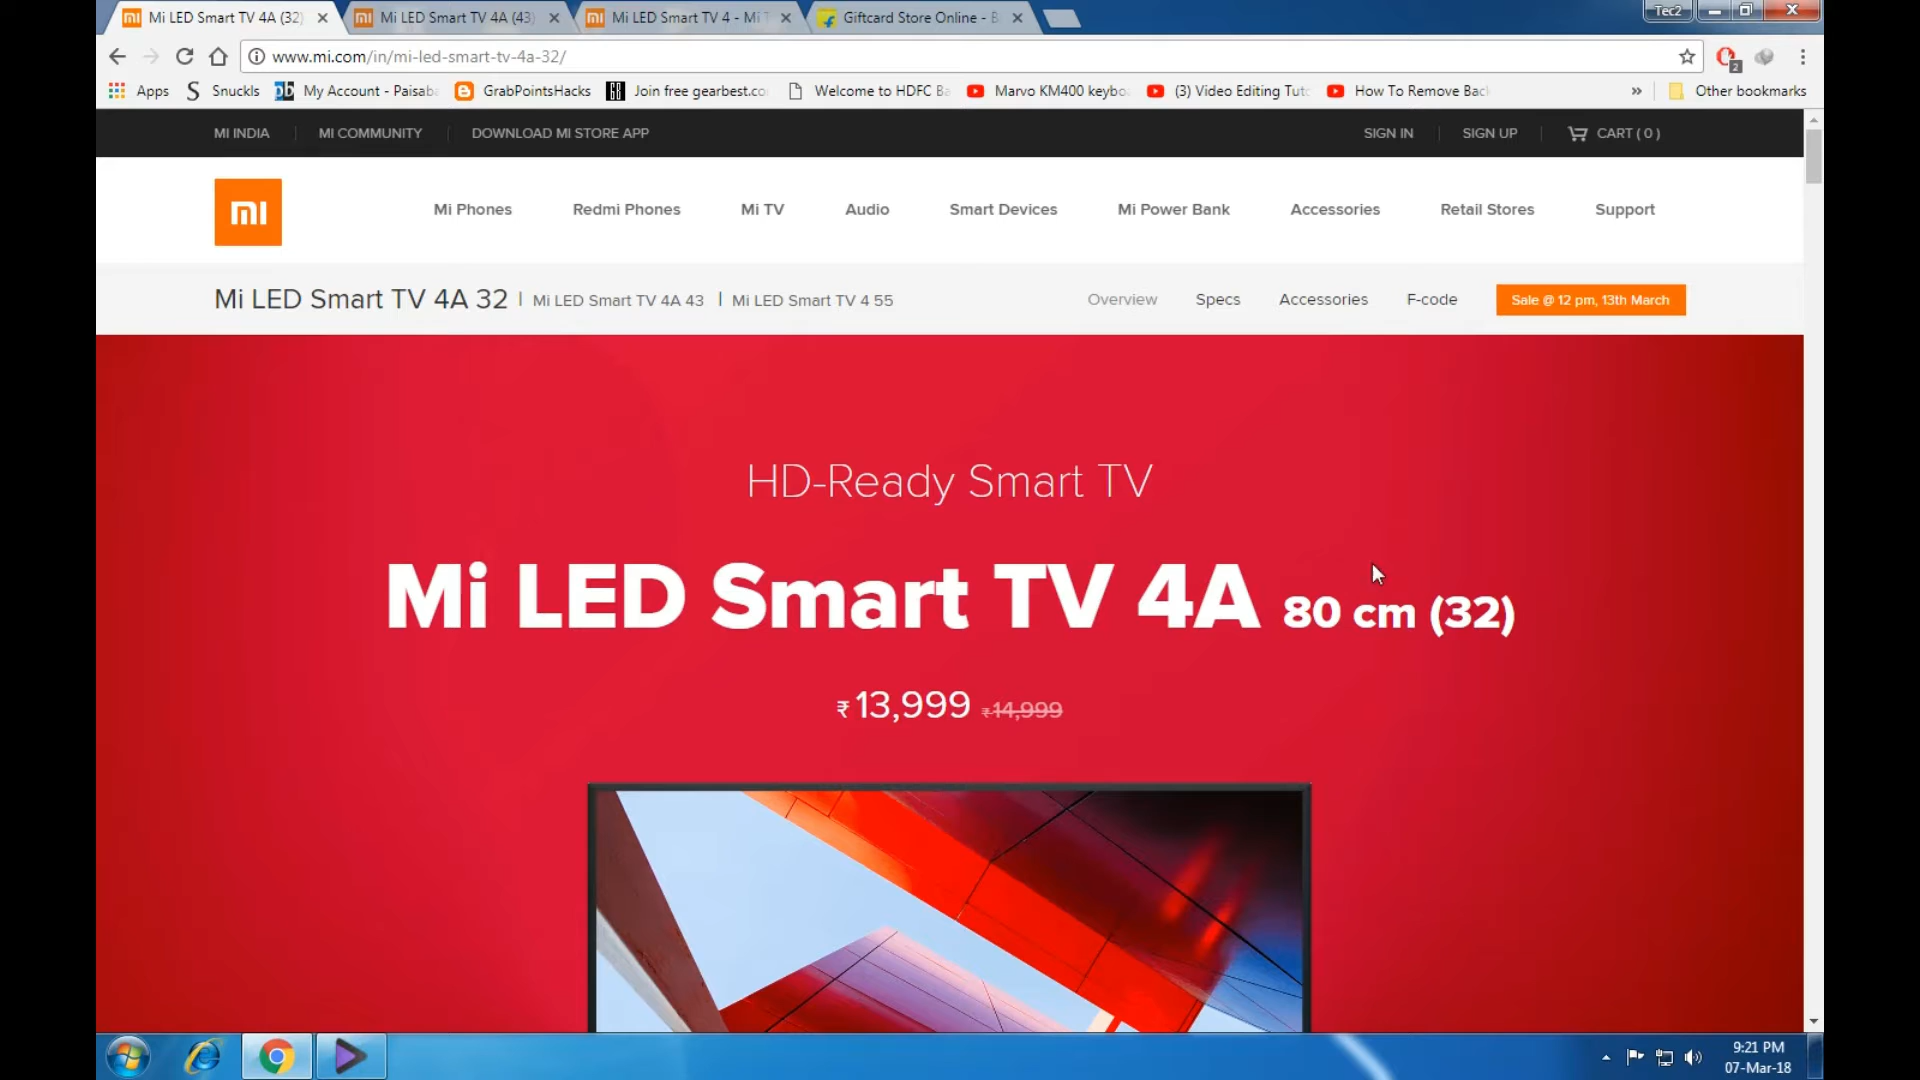 Mi LED Smart TV 4A (32)
Mi LED Smart TV 4A (43)
Mi LED Smart TV 4 - Mi T
Giftcard Store Online - B
Tec2
www.mi.com/in/mi-led-smart-tv-4a-32/
2
Apps
Snuckls
My Account - Paisaba
GrabPointsHacks
Join free gearbest.co
Welcome to HDFC Ba
Marvo KM400 keybo
(3) Video Editing Tut
How To Remove Bac
»
Other bookmarks
MI INDIA
MI COMMUNITY
DOWNLOAD MI STORE APP
SIGN IN
SIGN UP
CART ( 0 )
Mi Phones
Redmi Phones
Mi TV
Audio
Smart Devices
Mi Power Bank
Accessories
Retail Stores
Support
Mi LED Smart TV 4A 32 | Mi LED Smart TV 4A 43 | Mi LED Smart TV 4 55
Overview
Specs
Accessories
F-code
Sale @ 12 pm, 13th March
HD-Ready Smart TV
Mi LED Smart TV 4A 80 cm (32)
₹13,999 ₹14,999
9:21 PM
07-Mar-18